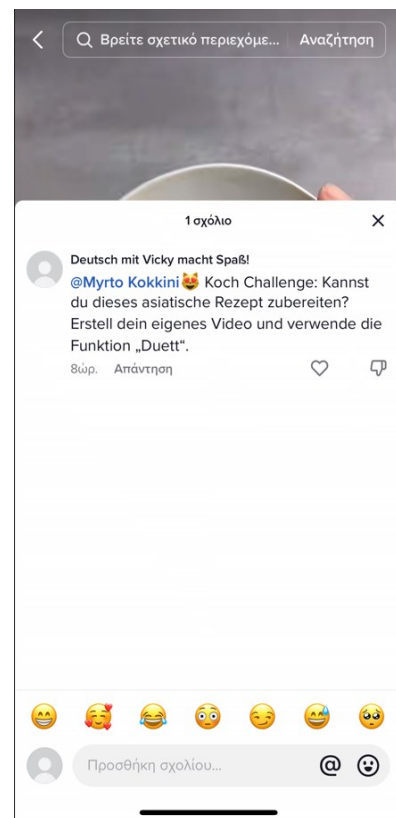 Βρείτε σχετικό περιεχόμε... Αναζήτηση
1 σχόλιο
Deutsch mit Vicky macht Spaß!
@Myrto Kokkini😻 Koch Challenge: Kannst
du dieses asiatische Rezept zubereiten?
Erstell dein eigenes Video und verwende die
Funktion „Duett“.
8ώρ. Απάντηση
Προσθήκη σχολίου... @